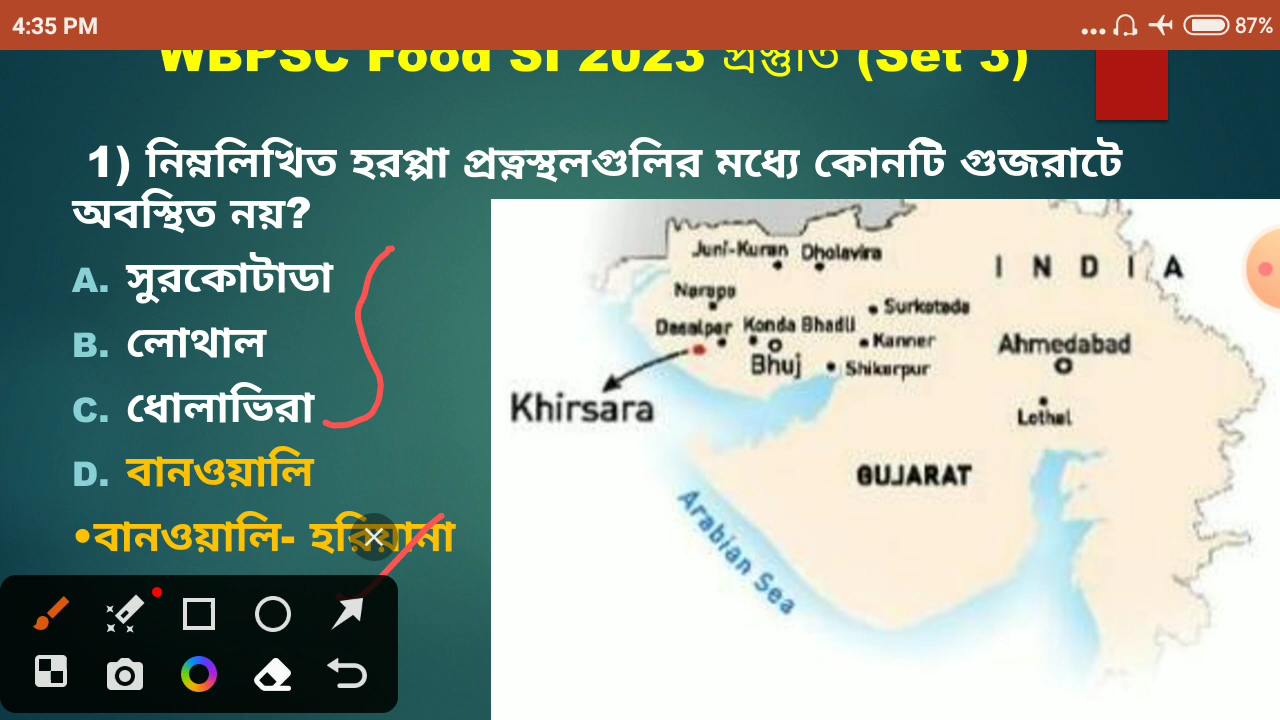 4:35 PM
87%
WBPSC Food SI 2023 প্রস্তুতি (Set 3)
1) নিম্নলিখিত হরপ্পা প্রত্নস্থলগুলির মধ্যে কোনটি গুজরাটে
অবস্থিত নয়?
A. সুরকোটাডা
B. লোথাল
C. ধোলাভিরা
D. বানওয়ালি
•বানওয়ালি- হরিয়ানা
Juni-Kuran Dholavira
I N D I A
Narapa
Surkotada
Desalpar Konda Bhadli
Kanner
Ahmedabad
Bhuj
Shikarpur
Khirsara
Lothal
GUJARAT
Arabian Sea